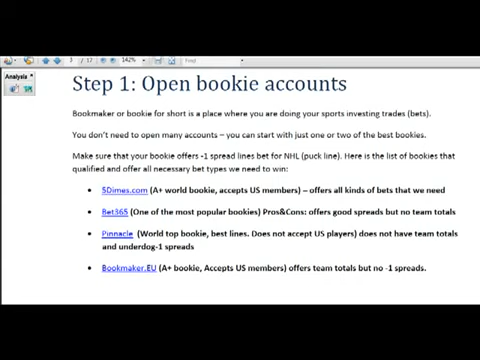 3 / 12 142% Find
Analysis
Step 1: Open bookie accounts
Bookmaker or bookie for short is a place where you are doing your sports investing trades (bets).
You don't need to open many accounts – you can start with just one or two of the best bookies.
Make sure that your bookie offers -1 spread lines bet for NHL (puck line). Here is the list of bookies that
qualified and offer all necessary bet types we need to win:
• 5Dimes.com (A+ world bookie, accepts US members) – offers all kinds of bets that we need
• Bet365 (One of the most popular bookies) Pros&Cons: offers good spreads but no team totals
• Pinnacle (World top bookie, best lines. Does not accept US players) does not have team totals
and underdog-1 spreads
• Bookmaker.EU (A+ bookie, Accepts US members) offers team totals but no -1 spreads.